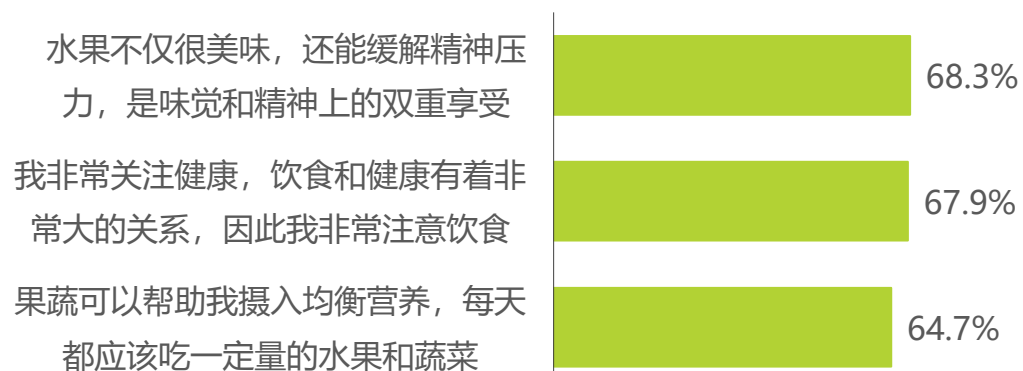 水果不仅很美味，还能缓解精神压
力，是味觉和精神上的双重享受
68.3%
我非常关注健康，饮食和健康有着非
常大的关系，因此我非常注意饮食
67.9%
果蔬可以帮助我摄入均衡营养，每天
都应该吃一定量的水果和蔬菜
64.7%